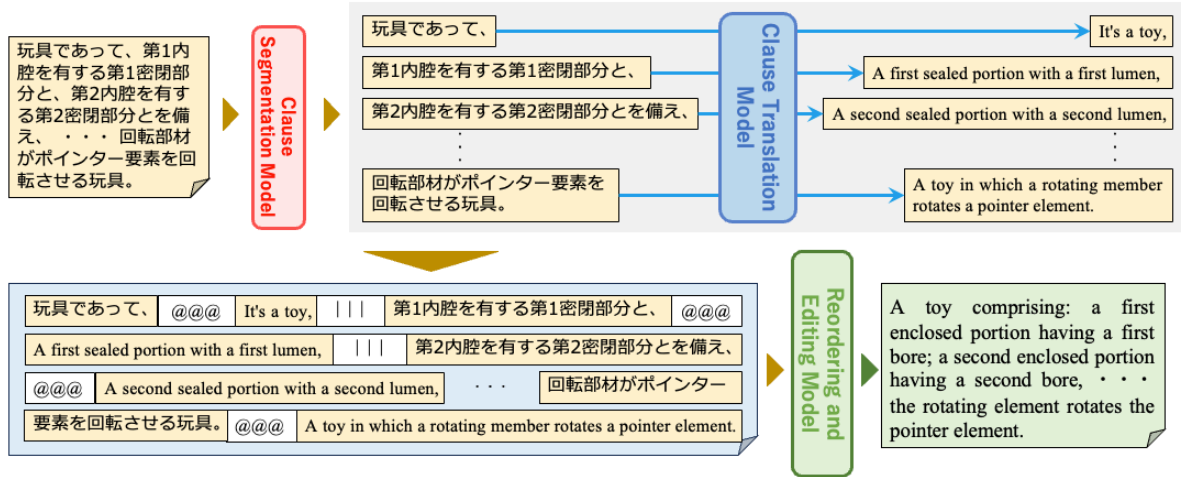 玩具であって、第1内
腔を有する第1密閉部
分と、第2内腔を有す
る第2密閉部分とを備
え、 ・・・ 回転部材
がポインター要素を回
転させる玩具。
Clause
Segmentation Model
玩具であって、
It's a toy,
第1内腔を有する第1密閉部分と、
A first sealed portion with a first lumen,
第2内腔を有する第2密閉部分とを備え、
A second sealed portion with a second lumen,
回転部材がポインター要素を
回転させる玩具。
Clause Translation
Model
A toy in which a rotating member
rotates a pointer element.
玩具であって、 @@@ It's a toy, ||| 第1内腔を有する第1密閉部分と、 @@@
A first sealed portion with a first lumen, ||| 第2内腔を有する第2密閉部分とを備え、
@@@ A second sealed portion with a second lumen, ・・・ 回転部材がポインター
要素を回転させる玩具。 @@@ A toy in which a rotating member rotates a pointer element.
Reordering and
Editing Model
A toy comprising: a first
enclosed portion having a first
bore; a second enclosed portion
having a second bore, ・・・
the rotating element rotates the
pointer element.